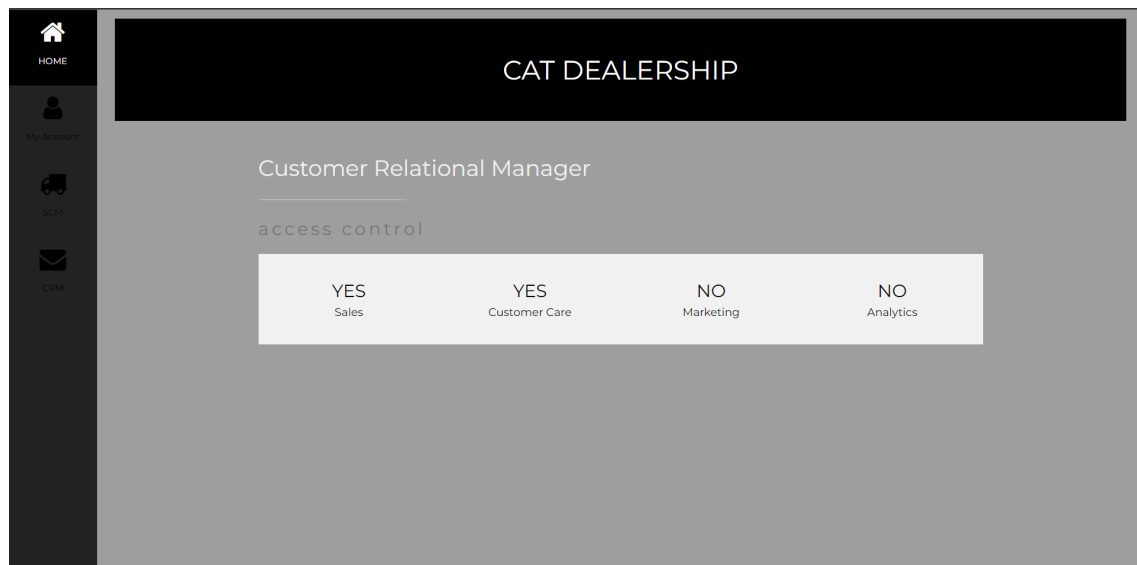 HOME
My Account
SCM
CRM
CAT DEALERSHIP
Customer Relational Manager
access control
YES YES NO NO
Sales Customer Care Marketing Analytics